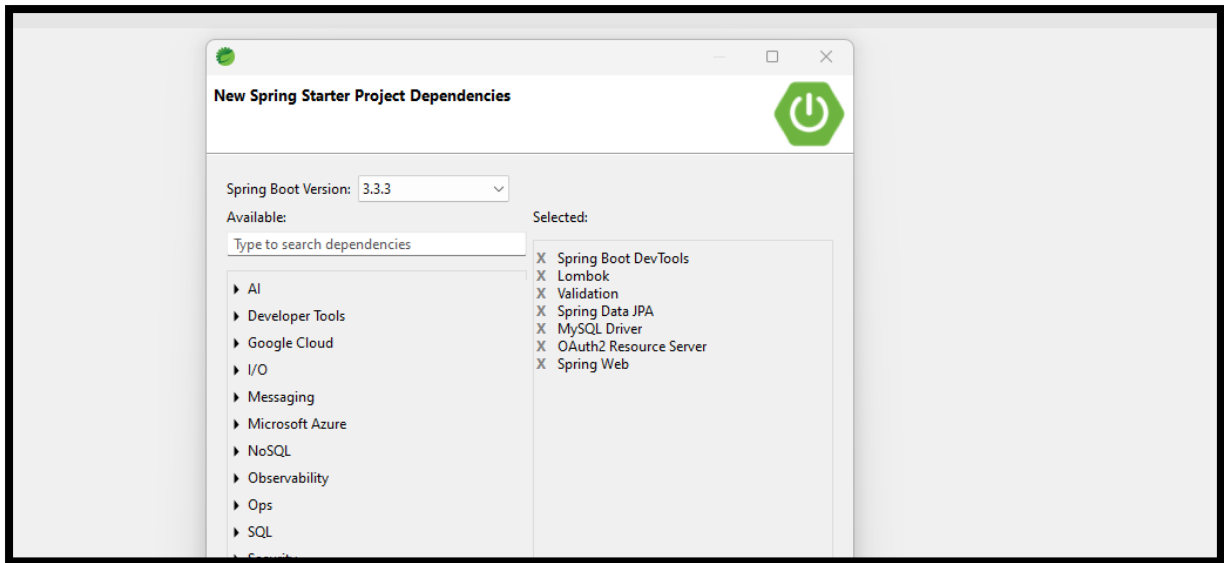 New Spring Starter Project Dependencies
Spring Boot Version: 3.3.3
Available:
Type to search dependencies
AI
Developer Tools
Google Cloud
I/O
Messaging
Microsoft Azure
NoSQL
Observability
Ops
SQL
Security
Selected:
X Spring Boot DevTools
X Lombok
X Validation
X Spring Data JPA
X MySQL Driver
X OAuth2 Resource Server
X Spring Web